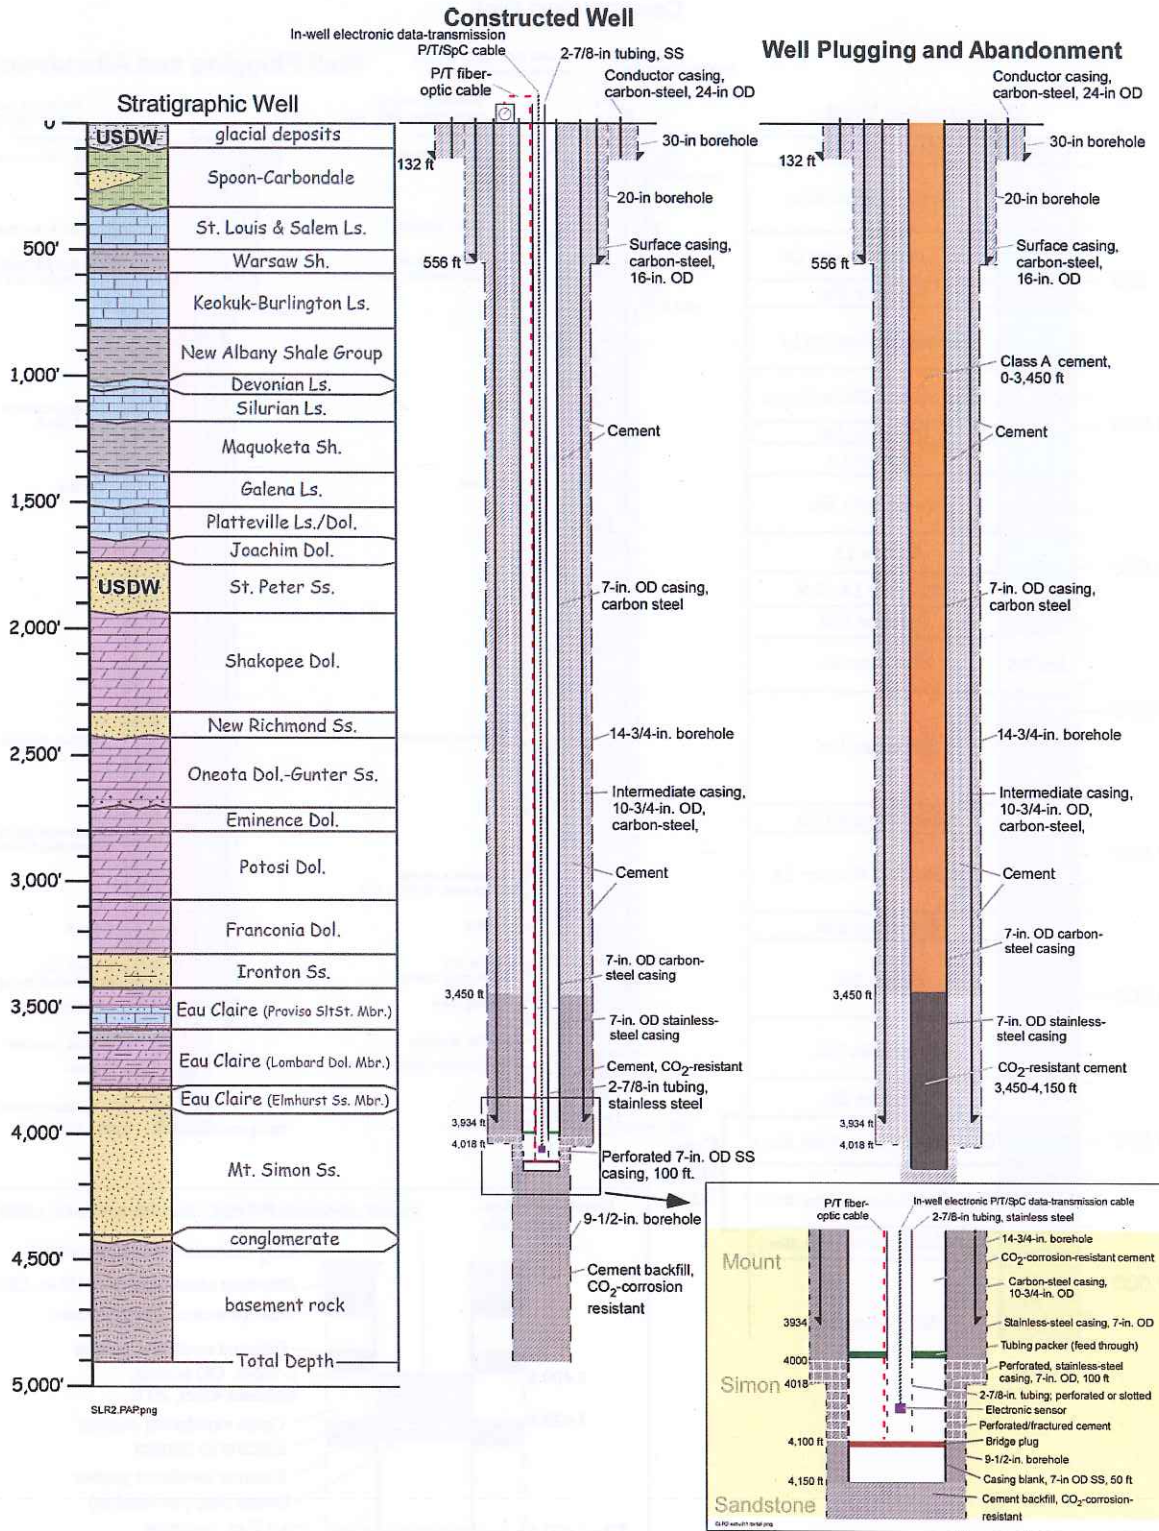 Constructed Well
In-well electronic data-transmission
P/T/SpC cable
2-7/8-in tubing, SS
P/T fiber-
optic cable
Conductor casing,
carbon-steel, 24-in OD
30-in borehole
132 ft
20-in borehole
Surface casing,
carbon-steel,
16-in. OD
556 ft
Cement
7-in. OD casing,
carbon steel
14-3/4-in. borehole
Intermediate casing,
10-3/4-in. OD,
carbon-steel,
Cement
7-in. OD carbon-
steel casing
3,450 ft
7-in. OD stainless-
steel casing
Cement, CO₂-resistant
2-7/8-in tubing,
stainless steel
3,934 ft
4,018 ft
Perforated 7-in. OD SS
casing, 100 ft.
9-1/2-in. borehole
Cement backfill,
CO₂-corrosion
resistant
Stratigraphic Well
0'
USDW
glacial deposits
Spoon-Carbondale
St. Louis & Salem Ls.
500'
Warsaw Sh.
Keokuk-Burlington Ls.
New Albany Shale Group
1,000'
Devonian Ls.
Silurian Ls.
Maquoketa Sh.
Galena Ls.
1,500'
Platteville Ls./Dol.
Joachim Dol.
USDW
St. Peter Ss.
2,000'
Shakopee Dol.
New Richmond Ss.
2,500'
Oneota Dol.-Gunter Ss.
Eminence Dol.
Potosi Dol.
3,000'
Franconia Dol.
Ironton Ss.
3,500'
Eau Claire (Proviso SltSt. Mbr.)
Eau Claire (Lombard Dol. Mbr.)
Eau Claire (Elmhurst Ss. Mbr.)
4,000'
Mt. Simon Ss.
conglomerate
4,500'
basement rock
Total Depth
5,000'
SLR2.PAP.png
Well Plugging and Abandonment
Conductor casing,
carbon-steel, 24-in OD
30-in borehole
132 ft
20-in borehole
Surface casing,
carbon-steel,
16-in. OD
556 ft
Class A cement,
0-3,450 ft
Cement
7-in. OD casing,
carbon steel
14-3/4-in. borehole
Intermediate casing,
10-3/4-in. OD,
carbon-steel,
Cement
7-in. OD carbon-
steel casing
3,450 ft
7-in. OD stainless-
steel casing
CO₂-resistant cement
3,450-4,150 ft
3,934 ft
4,018 ft
P/T fiber-
optic cable
In-well electronic P/T/SpC data-transmission cable
2-7/8-in tubing, stainless steel
14-3/4-in. borehole
Mount
CO₂-corrosion-resistant cement
Carbon-steel casing,
10-3/4-in. OD
3934
Stainless-steel casing, 7-in. OD
Tubing packer (feed through)
4000
Perforated, stainless-steel
casing, 7-in. OD, 100 ft
Simon
4018
2-7/8-in. tubing; perforated or slotted
Electronic sensor
Perforated/fractured cement
4,100 ft
Bridge plug
9-1/2-in. borehole
4,150 ft
Casing blank, 7-in OD SS, 50 ft
Sandstone
Cement backfill, CO₂-corrosion-
resistant